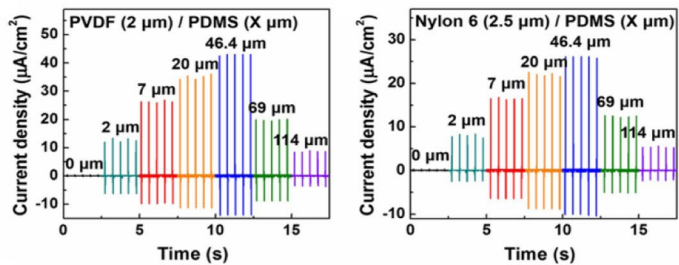 PVDF (2 μm) / PDMS (X μm)
Current density (μA/cm²)
50
40
30
20
10
0
-10
0 μm
2 μm
7 μm
20 μm
46.4 μm
69 μm
114 μm
0
5
10
15
Time (s)
Nylon 6 (2.5 μm) / PDMS (X μm)
Current density (μA/cm²)
30
20
10
0
-10
0 μm
2 μm
7 μm
20 μm
46.4 μm
69 μm
114 μm
0
5
10
15
Time (s)